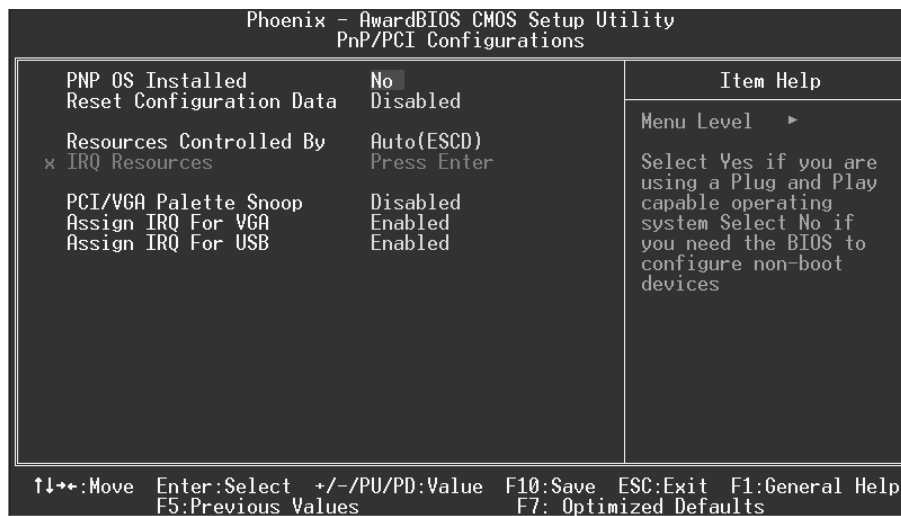 Phoenix - AwardBIOS CMOS Setup Utility
PnP/PCI Configurations
PNP OS Installed No
Reset Configuration Data Disabled
Resources Controlled By Auto(ESCD)
x IRQ Resources Press Enter
PCI/VGA Palette Snoop Disabled
Assign IRQ For VGA Enabled
Assign IRQ For USB Enabled
Item Help
Menu Level ►
Select Yes if you are
using a Plug and Play
capable operating
system Select No if
you need the BIOS to
configure non-boot
devices
↑↓→←:Move Enter:Select +/-/PU/PD:Value F10:Save ESC:Exit F1:General Help
F5:Previous Values F7: Optimized Defaults